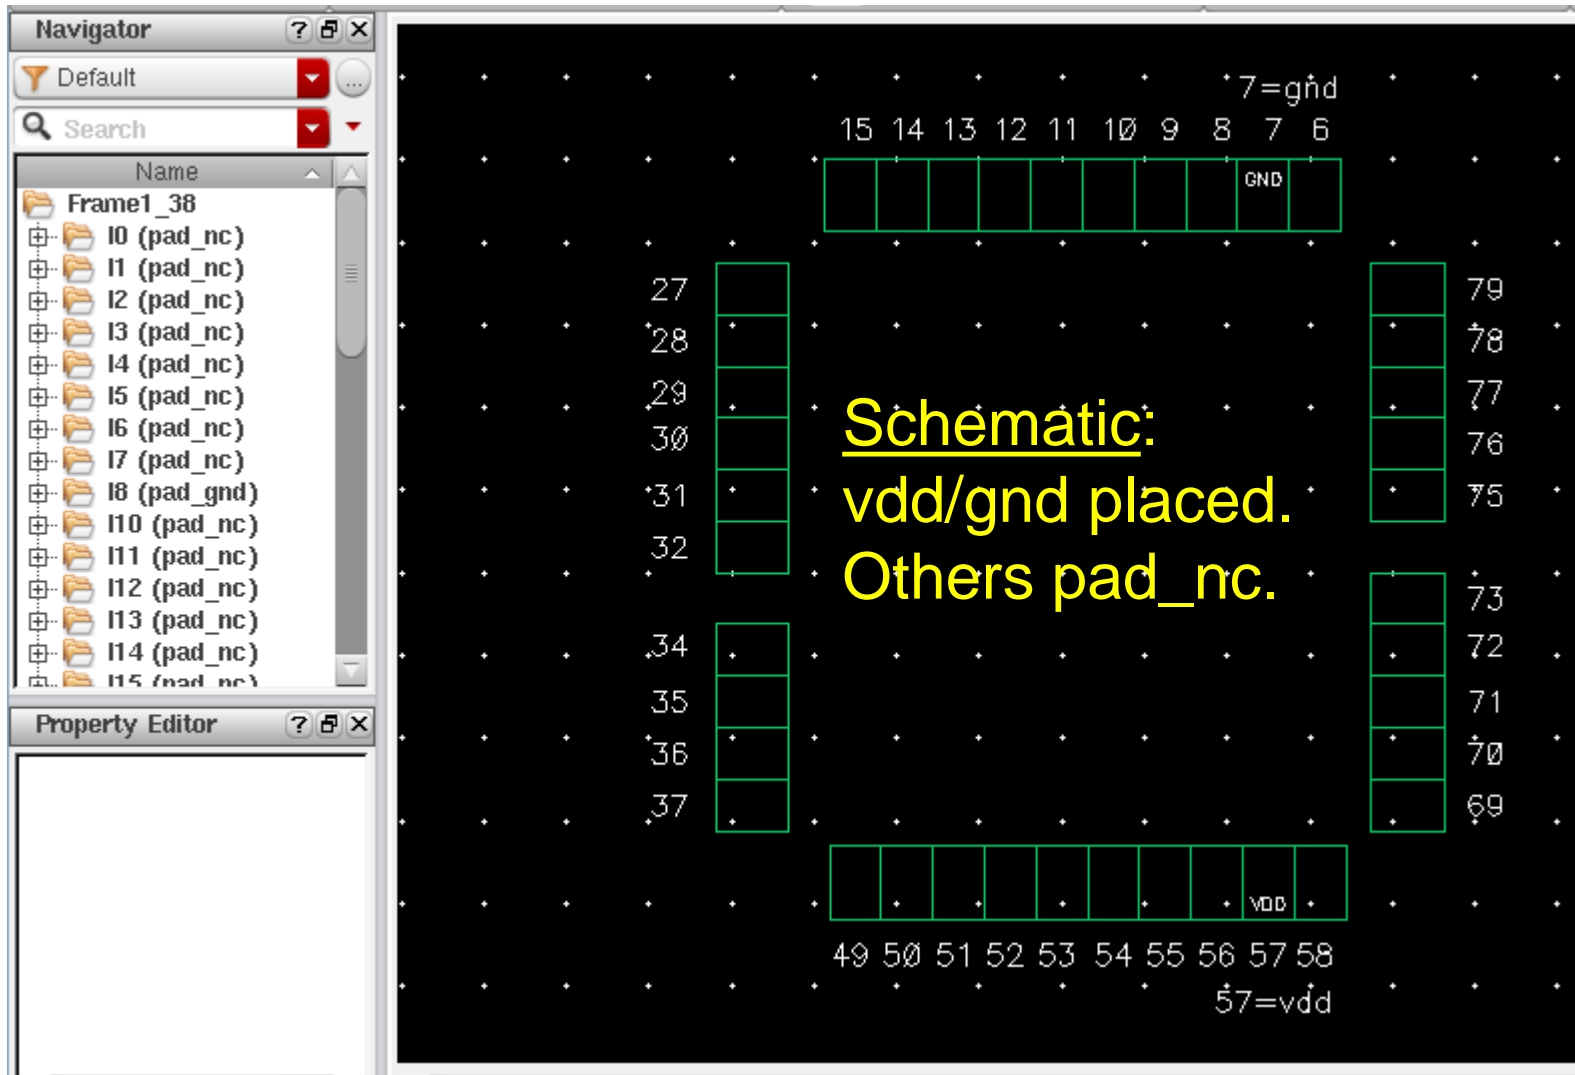 Navigator
Default
...
Search
Name
Frame1_38
I0 (pad_nc)
I1 (pad_nc)
I2 (pad_nc)
I3 (pad_nc)
I4 (pad_nc)
I5 (pad_nc)
I6 (pad_nc)
I7 (pad_nc)
I8 (pad_gnd)
I10 (pad_nc)
I11 (pad_nc)
I12 (pad_nc)
I13 (pad_nc)
I14 (pad_nc)
I15 (pad_nc)
Property Editor
7=gnd
15 14 13 12 11 10 9 8 7 6
GND
27
28
29
30
31
32
34
35
36
37
Schematic:
vdd/gnd placed.
Others pad_nc.
79
78
77
76
75
73
72
71
70
69
VDD
49 50 51 52 53 54 55 56 57 58
57=vdd